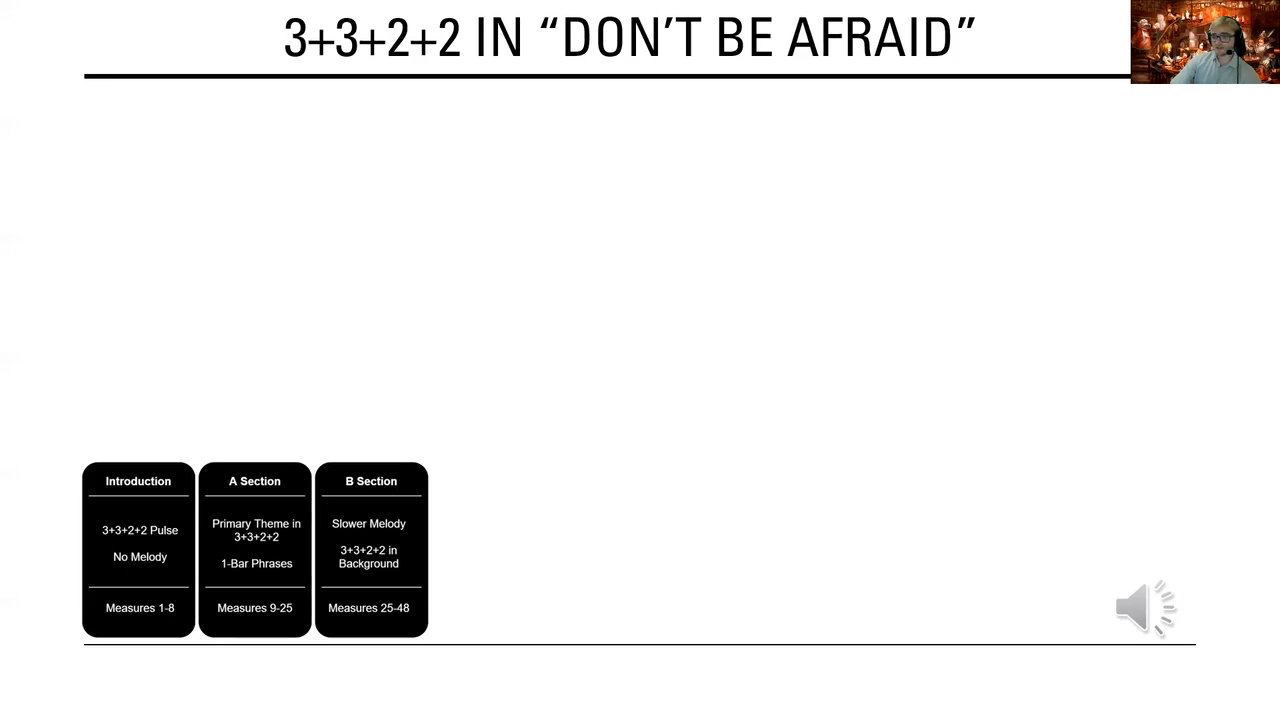 3+3+2+2 IN “DON’T BE AFRAID”
Introduction
3+3+2+2 Pulse
No Melody
Measures 1-8
A Section
Primary Theme in
3+3+2+2
1-Bar Phrases
Measures 9-25
B Section
Slower Melody
3+3+2+2 in
Background
Measures 25-48